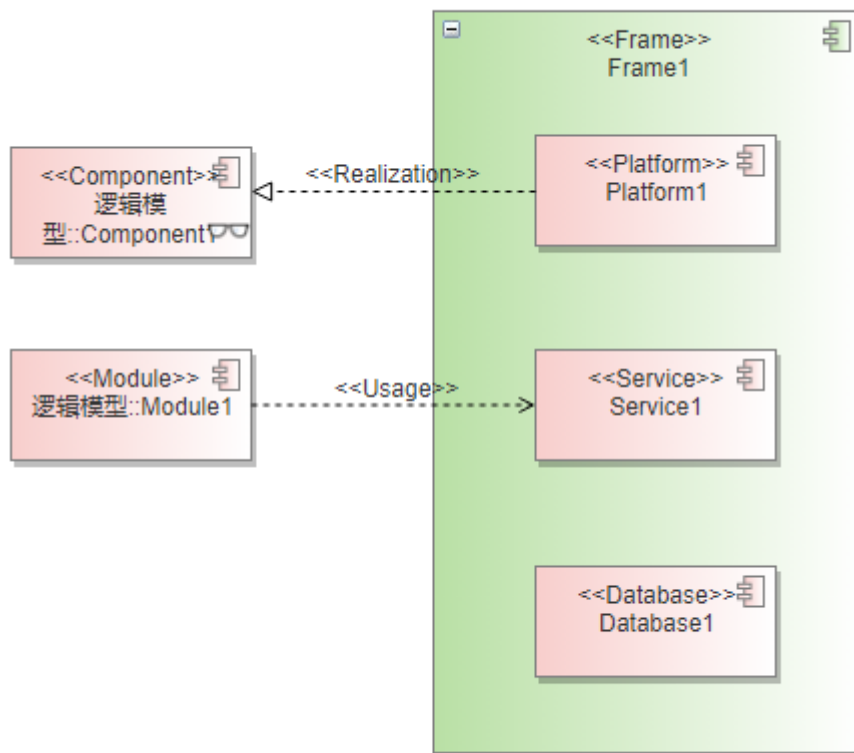 <<Frame>>
Frame1
<<Component>>
逻辑模
型::Component1
<<Realization>>
<<Platform>>
Platform1
<<Module>>
逻辑模型::Module1
<<Usage>>
<<Service>>
Service1
<<Database>>
Database1